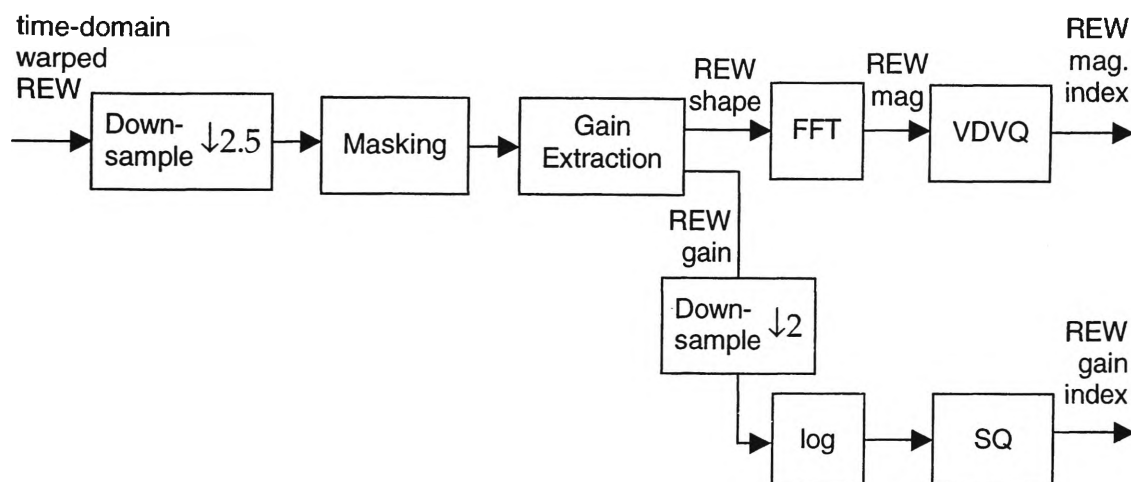 time-domain
warped
REW
Down-
sample ↓2.5
Masking
Gain
Extraction
REW
shape
FFT
REW
mag
VDVQ
REW
mag.
index
REW
gain
Down-
sample ↓2
log
SQ
REW
gain
index